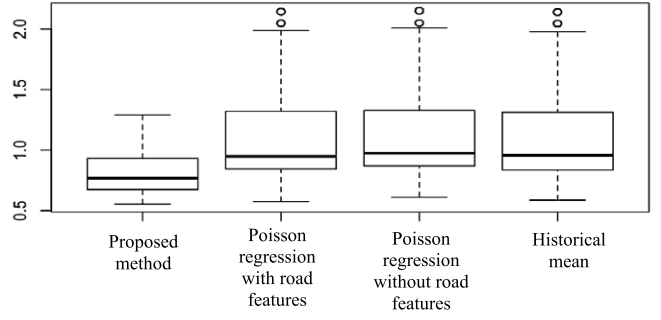 2.0
1.5
1.0
0.5
Proposed
method
Poisson
regression
with road
features
Poisson
regression
without road
features
Historical
mean